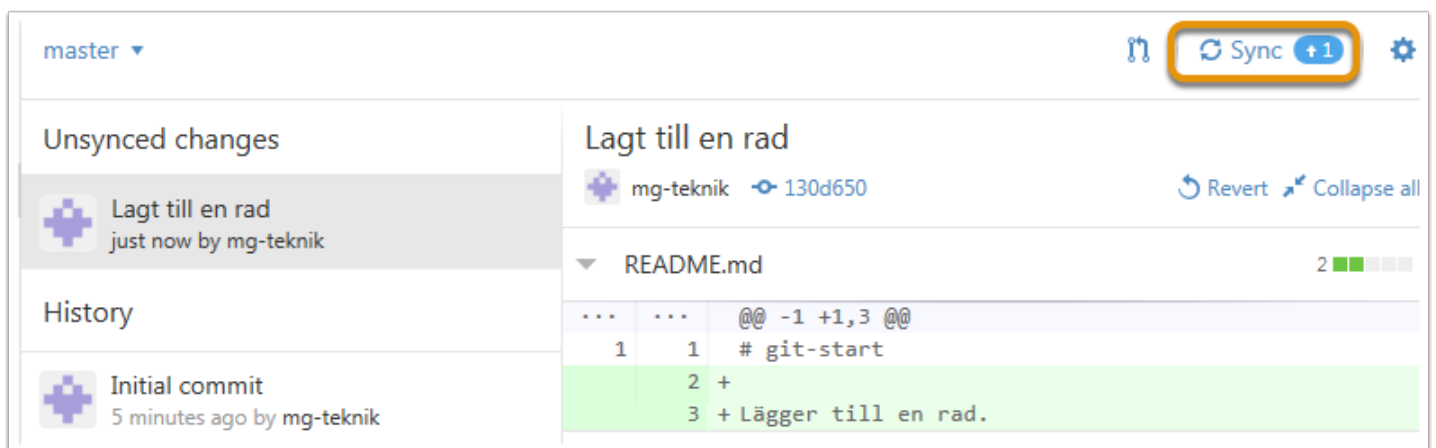 master
Sync 1
Unsynced changes
Lagt till en rad
just now by mg-teknik
History
Initial commit
5 minutes ago by mg-teknik
Lagt till en rad
mg-teknik 130d650 Revert Collapse all
README.md 2
... ... @@ -1 +1,3 @@
1 1 # git-start
2 +
3 + Lägger till en rad.